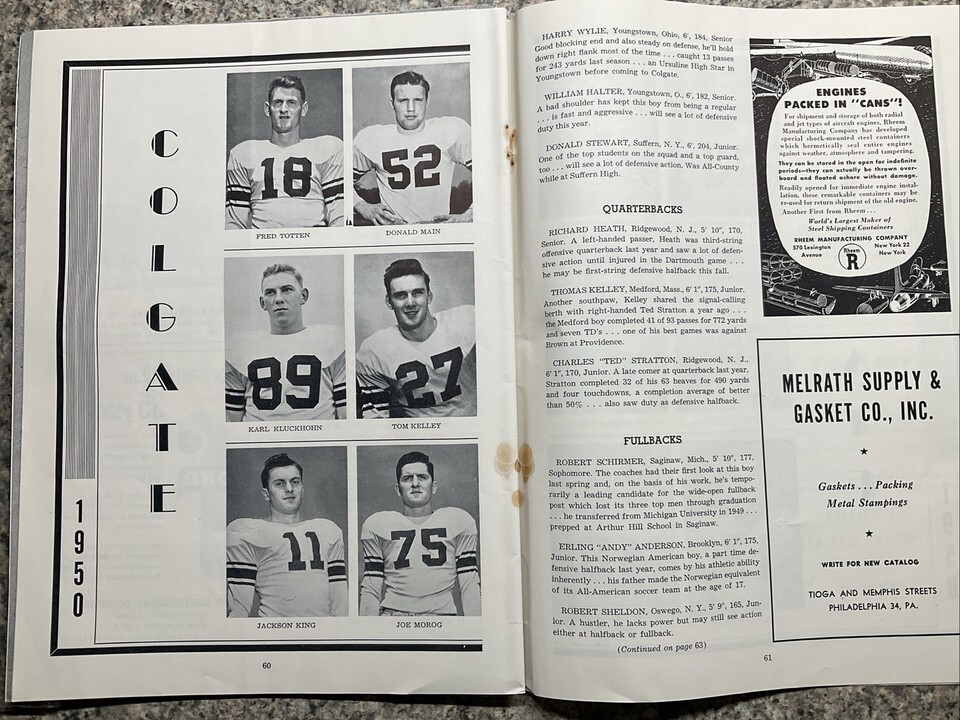 COLGATE
1950
18
52
FRED TOTTEN
DONALD MAIN
89
27
KARL KLUCKHOHN
TOM KELLEY
11
75
JACKSON KING
JOE MOROG
60
HARRY WYLIE, Youngstown, Ohio, 6', 184, Senior
Good blocking end and also steady on defense, he'll hold
down right flank most of the time . . . caught 13 passes
for 243 yards last season . . . an Ursuline High Star in
Youngstown before coming to Colgate.
WILLIAM HALTER, Youngstown, O., 6', 182, Senior.
A bad shoulder has kept this boy from being a regular
. . . is fast and aggressive . . . will see a lot of defensive
duty this year.
DONALD STEWART, Suffern, N. Y., 6', 204, Junior.
One of the top students on the squad and a top guard,
too . . . will see a lot of defensive action. Was All-County
while at Suffern High.
QUARTERBACKS
RICHARD HEATH, Ridgewood, N. J., 5' 10", 170,
Senior. A left-handed passer, Heath was third-string
offensive quarterback last year and saw a lot of defen-
sive action until injured in the Dartmouth game . . .
he may be first-string defensive halfback this fall.
THOMAS KELLEY, Medford, Mass., 6' 1", 175, Junior.
Another southpaw, Kelley shared the signal-calling
berth with right-handed Ted Stratton a year ago . . .
the Medford boy completed 41 of 93 passes for 772 yards
and seven TD's . . . one of his best games was against
Brown at Providence.
CHARLES "TED" STRATTON, Ridgewood, N. J.,
6' 1", 170, Junior. A late comer at quarterback last year,
Stratton completed 32 of his 63 heaves for 490 yards
and four touchdowns, a completion average of better
than 50% . . . also saw duty as defensive halfback.
FULLBACKS
ROBERT SCHIRMER, Saginaw, Mich., 5' 10", 177,
Sophomore. The coaches had their first look at this boy
last spring and, on the basis of his work, he's tempo-
rarily a leading candidate for the wide-open fullback
post which lost its three top men through graduation
. . . he transferred from Michigan University in 1949 . . .
prepped at Arthur Hill School in Saginaw.
ERLING "ANDY" ANDERSON, Brooklyn, 6' 1", 175,
Junior. This Norwegian American boy, a part time de-
fensive halfback last year, comes by his athletic ability
inherently . . . his father made the Norwegian equivalent
of its All-American soccer team at the age of 17.
ROBERT SHELDON, Oswego, N. Y., 5' 9", 165, Jun-
ior. A hustler, he lacks power but may still see action
either at halfback or fullback.
(Continued on page 63)
61
ENGINES
PACKED IN "CANS"!
For shipment and storage of both radial
and jet types of aircraft engines, Rheem
Manufacturing Company has developed
special shock-mounted steel containers
which hermetically seal entire engines
against weather, atmosphere and tampering.
They can be stored in the open for indefinite
periods—they can actually be thrown over-
board and floated ashore without damage.
Readily opened for immediate engine instal-
lation, these remarkable containers may be
re-used for return shipment of the old engine.
Another First from Rheem . . .
World's Largest Maker of
Steel Shipping Containers
RHEEM MANUFACTURING COMPANY
570 Lexington Avenue
Rheem R
New York 22 New York
MELRATH SUPPLY &
GASKET CO., INC.
Gaskets . . . Packing
Metal Stampings
WRITE FOR NEW CATALOG
TIOGA AND MEMPHIS STREETS
PHILADELPHIA 34, PA.